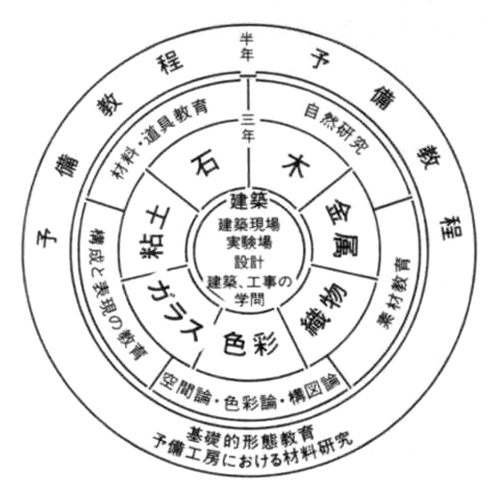 半年
予備教程
予備教程
基礎的形態教育
予備工房における材料研究
三年
材料・道具教育
自然研究
素材教育
空間論・色彩論・構図論
構成と表現の教育
石
木
金属
織物
色彩
ガラス
粘土
建築
建築現場
実験場
設計
建築、工事の
学問